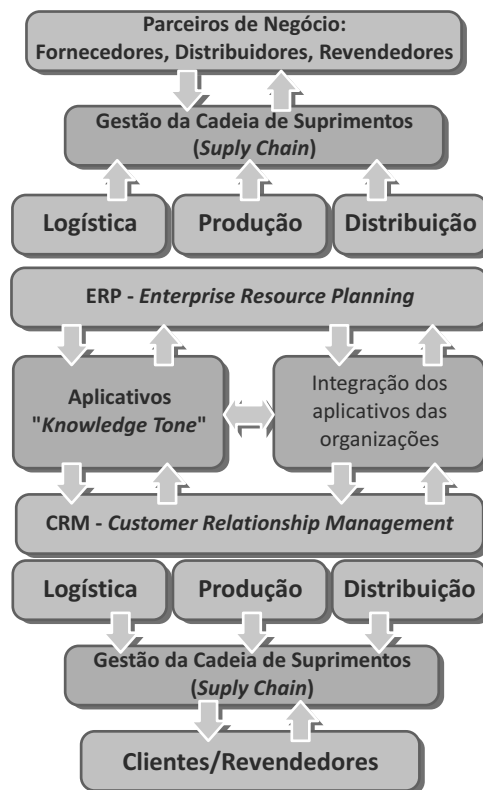 Parceiros de Negócio:
Fornecedores, Distribuidores, Revendedores
Gestão da Cadeia de Suprimentos
(Suply Chain)
Logística
Produção
Distribuição
ERP - Enterprise Resource Planning
Aplicativos
"Knowledge Tone"
Integração dos
aplicativos das
organizações
CRM - Customer Relationship Management
Logística
Produção
Distribuição
Gestão da Cadeia de Suprimentos
(Suply Chain)
Clientes/Revendedores